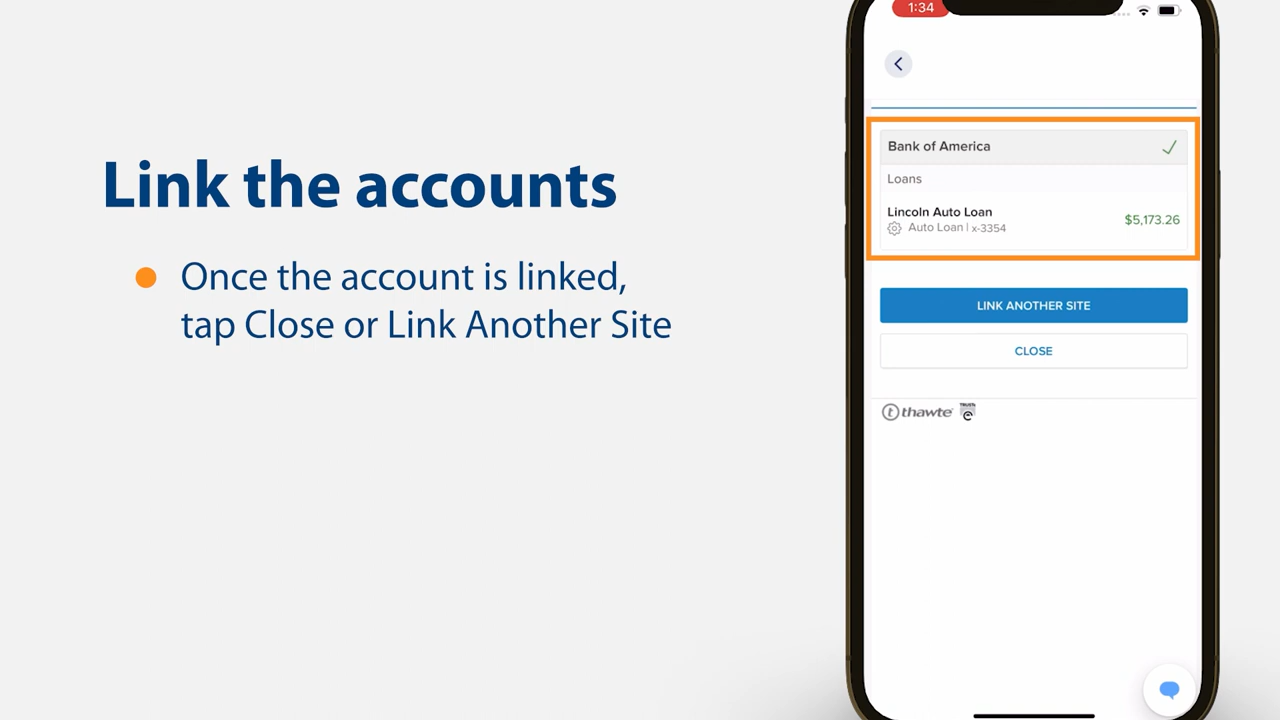 Link the accounts
Once the account is linked,
tap Close or Link Another Site
1:34
Bank of America
Loans
Lincoln Auto Loan
$5,173.26
Auto Loan | x-3354
LINK ANOTHER SITE
CLOSE
thawte